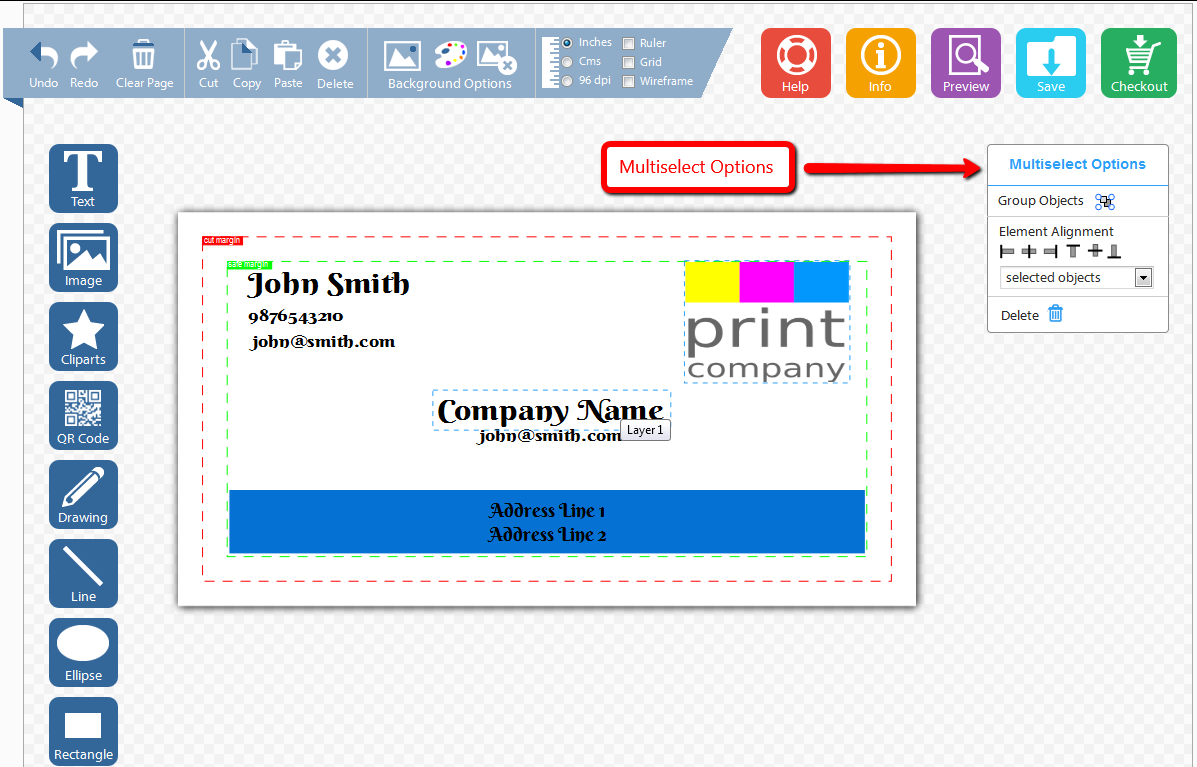 Undo Redo Clear Page Cut Copy Paste Delete Background Options
Inches Ruler
Cms Grid
96 dpi Wireframe
Help Info Preview Save Checkout
Text
Image
Cliparts
QR Code
Drawing
Line
Ellipse
Rectangle
Multiselect Options
cut margin
safe margin
John Smith
9876543210
john@smith.com
print
company
Company Name
Layer 1
john@smith.com
Address Line 1
Address Line 2
Multiselect Options
Group Objects
Element Alignment
selected objects
Delete